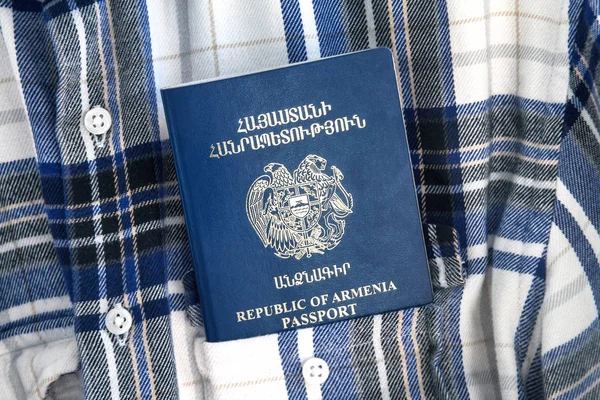 ՀԱՅԱՍՏԱՆԻ
ՀԱՆՐԱՊԵՏՈՒԹՅՈՒՆ
ԱՆՁՆԱԳԻՐ
REPUBLIC OF ARMENIA
PASSPORT